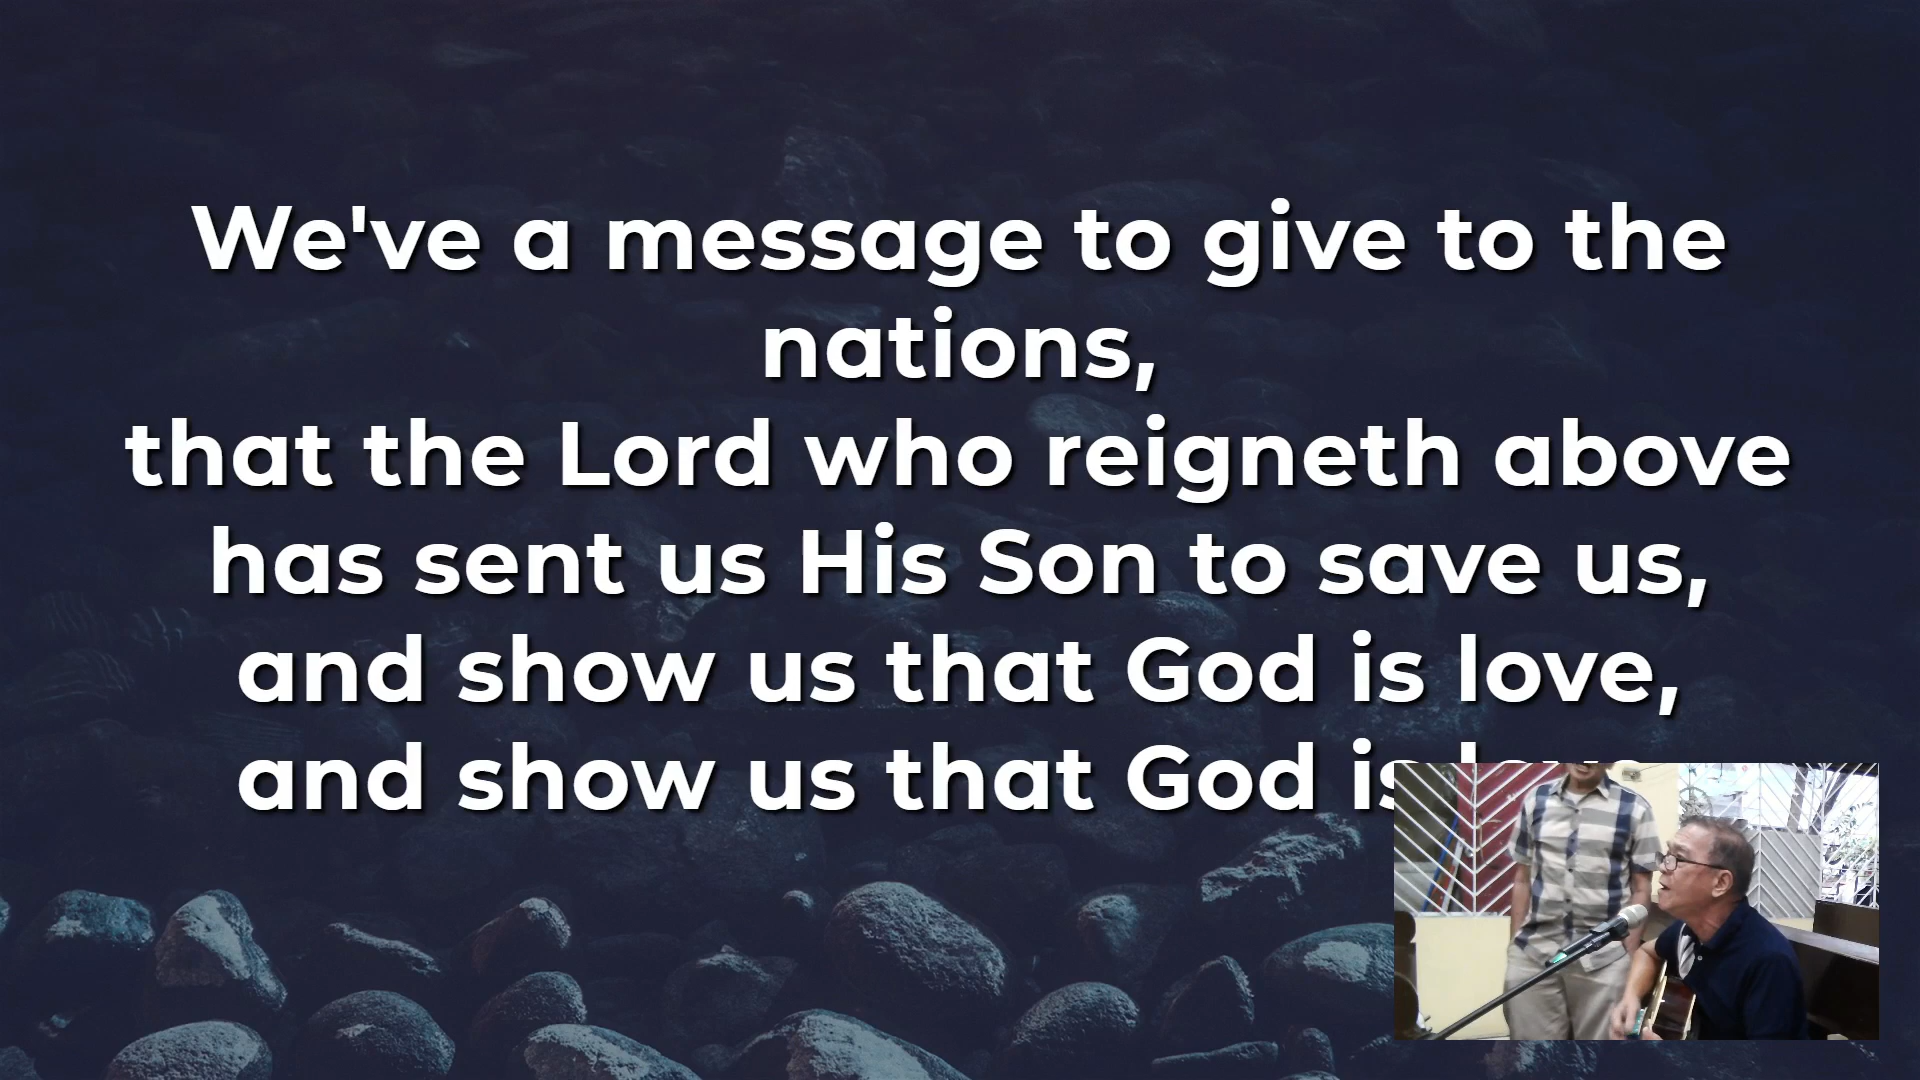 We've a message to give to the
nations,
that the Lord who reigneth above
has sent us His Son to save us,
and show us that God is love,
and show us that God is